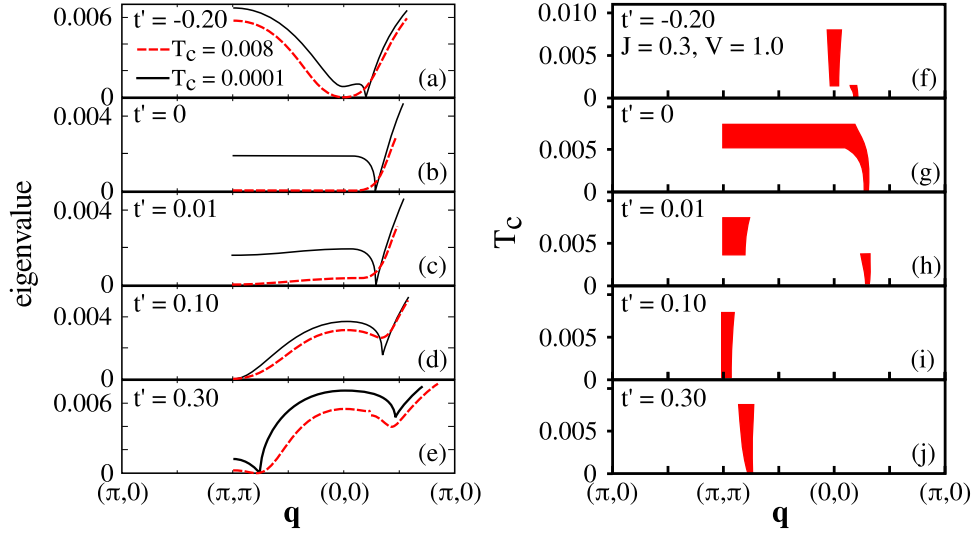 0.006
t' = -0.20
T_c = 0.008
T_c = 0.0001
0
(a)
0.004
t' = 0
0
(b)
0.004
t' = 0.01
0
(c)
0.004
t' = 0.10
0
(d)
0.006
t' = 0.30
0
(e)
eigenvalue
(π,0)
(π,π)
(0,0)
(π,0)
q
0.010
t' = -0.20
J = 0.3, V = 1.0
0.005
0
(f)
t' = 0
0.005
0
(g)
t' = 0.01
0.005
0
(h)
t' = 0.10
0.005
0
(i)
t' = 0.30
0.005
0
(j)
T_c
(π,0)
(π,π)
(0,0)
(π,0)
q